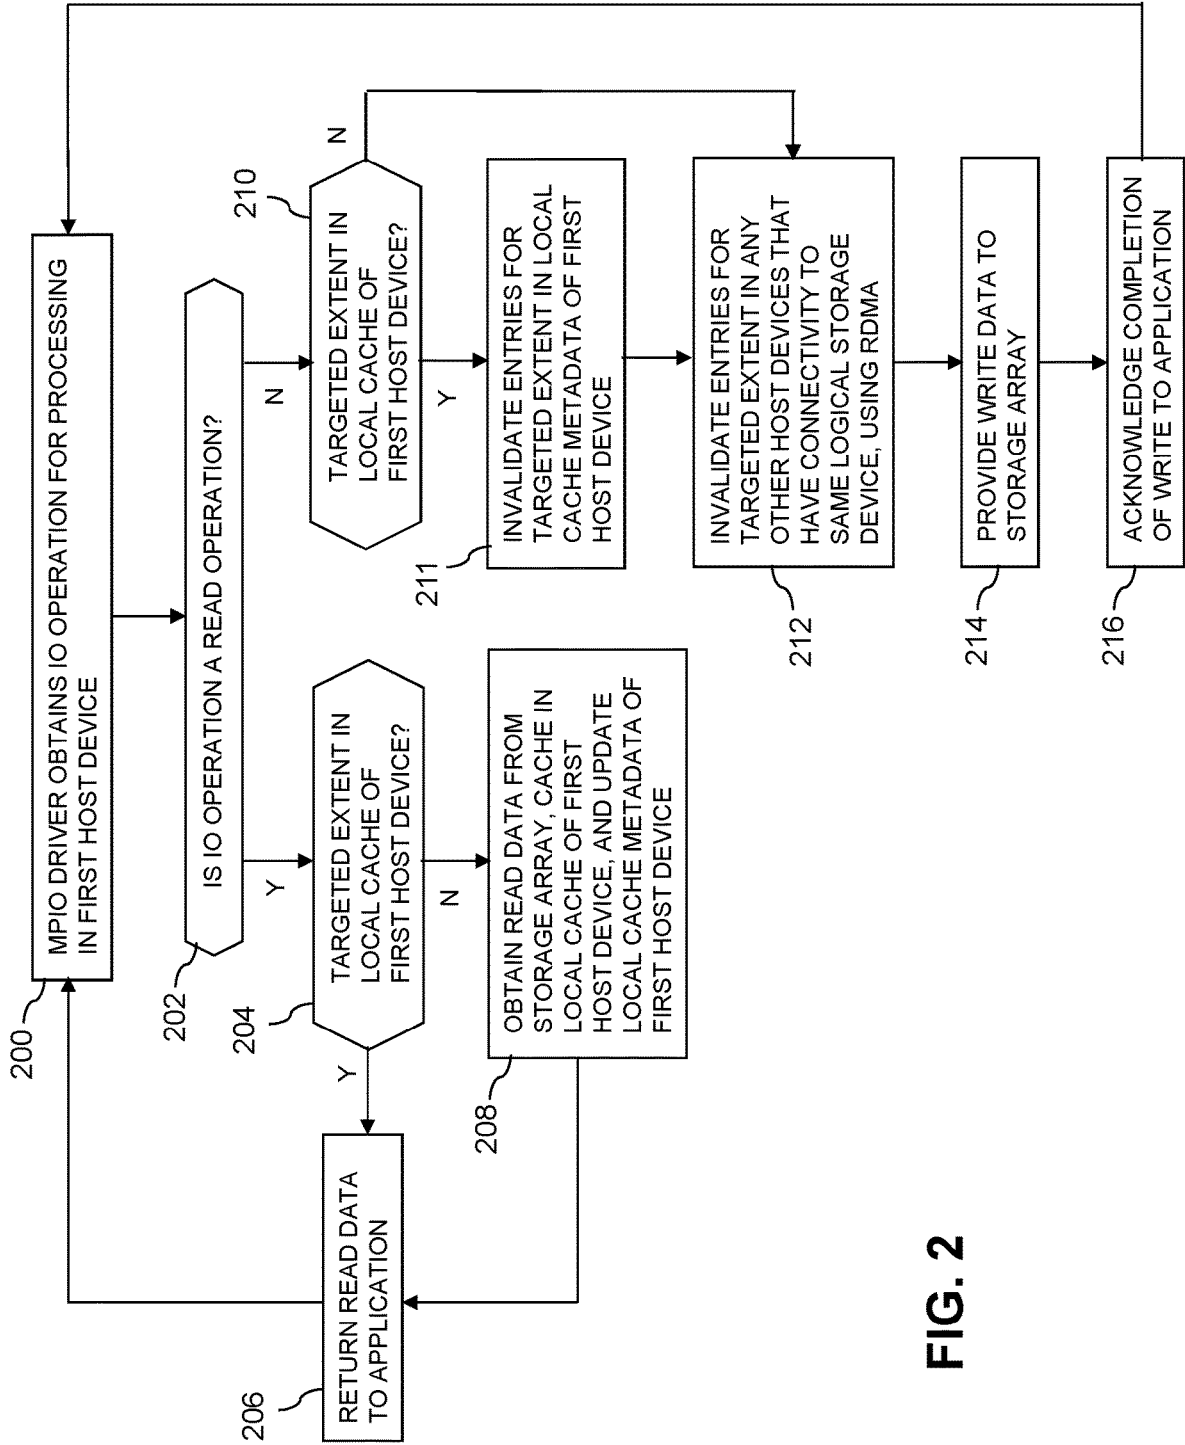 200
MPIO DRIVER OBTAINS IO OPERATION FOR PROCESSING
IN FIRST HOST DEVICE
202
IS IO OPERATION A READ OPERATION?
Y
N
204
TARGETED EXTENT IN
LOCAL CACHE OF
FIRST HOST DEVICE?
Y
N
206
RETURN READ DATA
TO APPLICATION
208
OBTAIN READ DATA FROM
STORAGE ARRAY, CACHE IN
LOCAL CACHE OF FIRST
HOST DEVICE, AND UPDATE
LOCAL CACHE METADATA OF
FIRST HOST DEVICE
210
TARGETED EXTENT IN
LOCAL CACHE OF
FIRST HOST DEVICE?
N
Y
211
INVALIDATE ENTRIES FOR
TARGETED EXTENT IN LOCAL
CACHE METADATA OF FIRST
HOST DEVICE
212
INVALIDATE ENTRIES FOR
TARGETED EXTENT IN ANY
OTHER HOST DEVICES THAT
HAVE CONNECTIVITY TO
SAME LOGICAL STORAGE
DEVICE, USING RDMA
214
PROVIDE WRITE DATA TO
STORAGE ARRAY
216
ACKNOWLEDGE COMPLETION
OF WRITE TO APPLICATION
FIG. 2